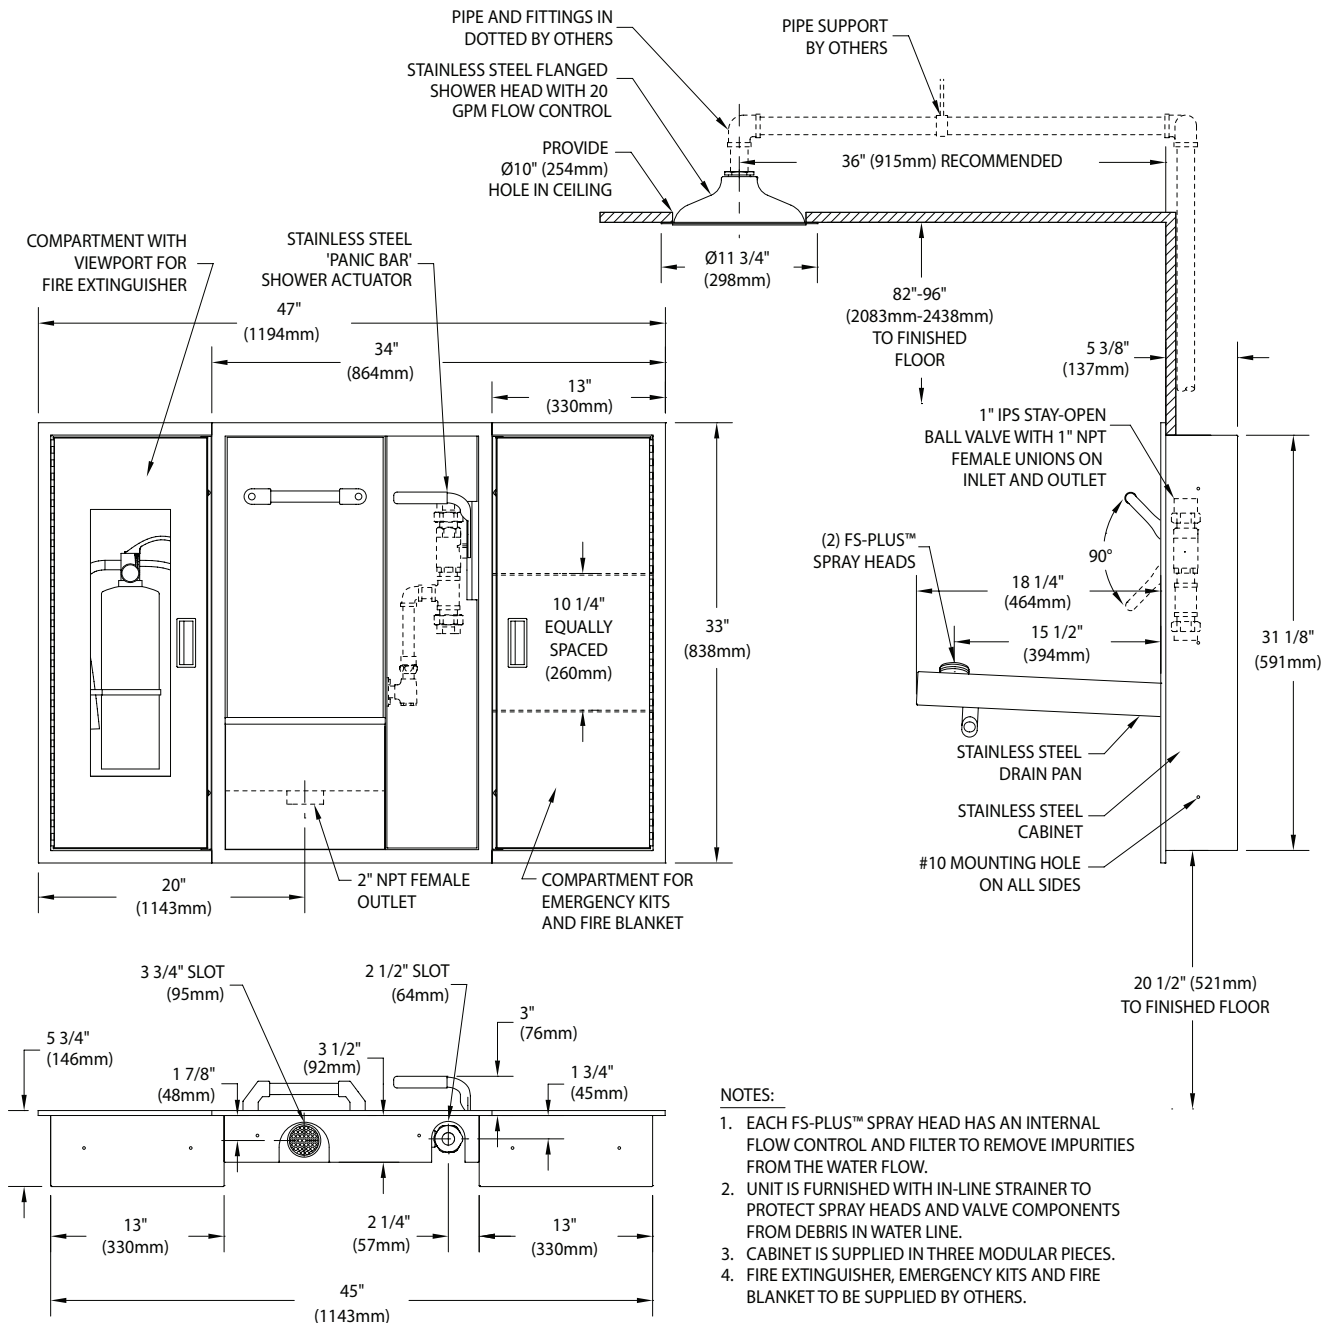 PIPE AND FITTINGS IN
DOTTED BY OTHERS
PIPE SUPPORT
BY OTHERS
STAINLESS STEEL FLANGED
SHOWER HEAD WITH 20
GPM FLOW CONTROL
PROVIDE
Ø10" (254mm)
HOLE IN CEILING
36" (915mm) RECOMMENDED
COMPARTMENT WITH
VIEWPORT FOR
FIRE EXTINGUISHER
STAINLESS STEEL
'PANIC BAR'
SHOWER ACTUATOR
Ø11 3/4"
(298mm)
82"-96"
(2083mm-2438mm)
TO FINISHED
FLOOR
47"
(1194mm)
34"
(864mm)
13"
(330mm)
5 3/8"
(137mm)
1" IPS STAY-OPEN
BALL VALVE WITH 1" NPT
FEMALE UNIONS ON
INLET AND OUTLET
(2) FS-PLUS™
SPRAY HEADS
90°
18 1/4"
(464mm)
15 1/2"
(394mm)
10 1/4"
EQUALLY
SPACED
(260mm)
33"
(838mm)
31 1/8"
(591mm)
STAINLESS STEEL
DRAIN PAN
STAINLESS STEEL
CABINET
#10 MOUNTING HOLE
ON ALL SIDES
20"
(1143mm)
2" NPT FEMALE
OUTLET
COMPARTMENT FOR
EMERGENCY KITS
AND FIRE BLANKET
20 1/2" (521mm)
TO FINISHED FLOOR
3 3/4" SLOT
(95mm)
2 1/2" SLOT
(64mm)
3"
(76mm)
5 3/4"
(146mm)
1 7/8"
(48mm)
3 1/2"
(92mm)
1 3/4"
(45mm)
13"
(330mm)
2 1/4"
(57mm)
13"
(330mm)
45"
(1143mm)
NOTES:
1. EACH FS-PLUS™ SPRAY HEAD HAS AN INTERNAL
FLOW CONTROL AND FILTER TO REMOVE IMPURITIES
FROM THE WATER FLOW.
2. UNIT IS FURNISHED WITH IN-LINE STRAINER TO
PROTECT SPRAY HEADS AND VALVE COMPONENTS
FROM DEBRIS IN WATER LINE.
3. CABINET IS SUPPLIED IN THREE MODULAR PIECES.
4. FIRE EXTINGUISHER, EMERGENCY KITS AND FIRE
BLANKET TO BE SUPPLIED BY OTHERS.